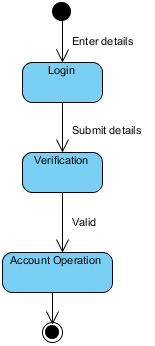 Enter details
Login
Submit details
Verification
Valid
Account Operation